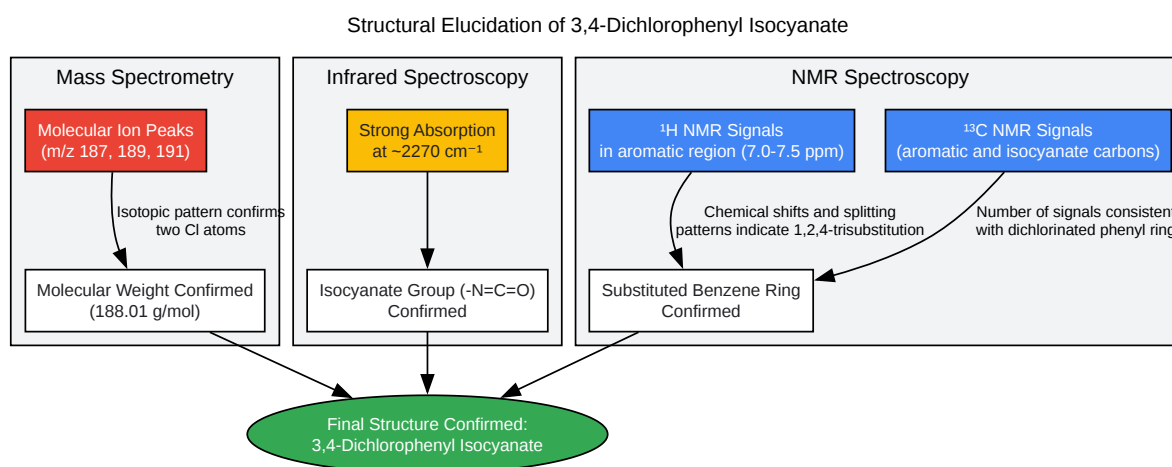 Structural Elucidation of 3,4-Dichlorophenyl Isocyanate
Mass Spectrometry
Molecular Ion Peaks
(m/z 187, 189, 191)
Isotopic pattern confirms
two Cl atoms
Molecular Weight Confirmed
(188.01 g/mol)
Infrared Spectroscopy
Strong Absorption
at ~2270 cm⁻¹
Isocyanate Group (-N=C=O)
Confirmed
NMR Spectroscopy
¹H NMR Signals
in aromatic region (7.0-7.5 ppm)
¹³C NMR Signals
(aromatic and isocyanate carbons)
Chemical shifts and splitting
patterns indicate 1,2,4-trisubstitution
Number of signals consistent
with dichlorinated phenyl ring
Substituted Benzene Ring
Confirmed
Final Structure Confirmed:
3,4-Dichlorophenyl Isocyanate